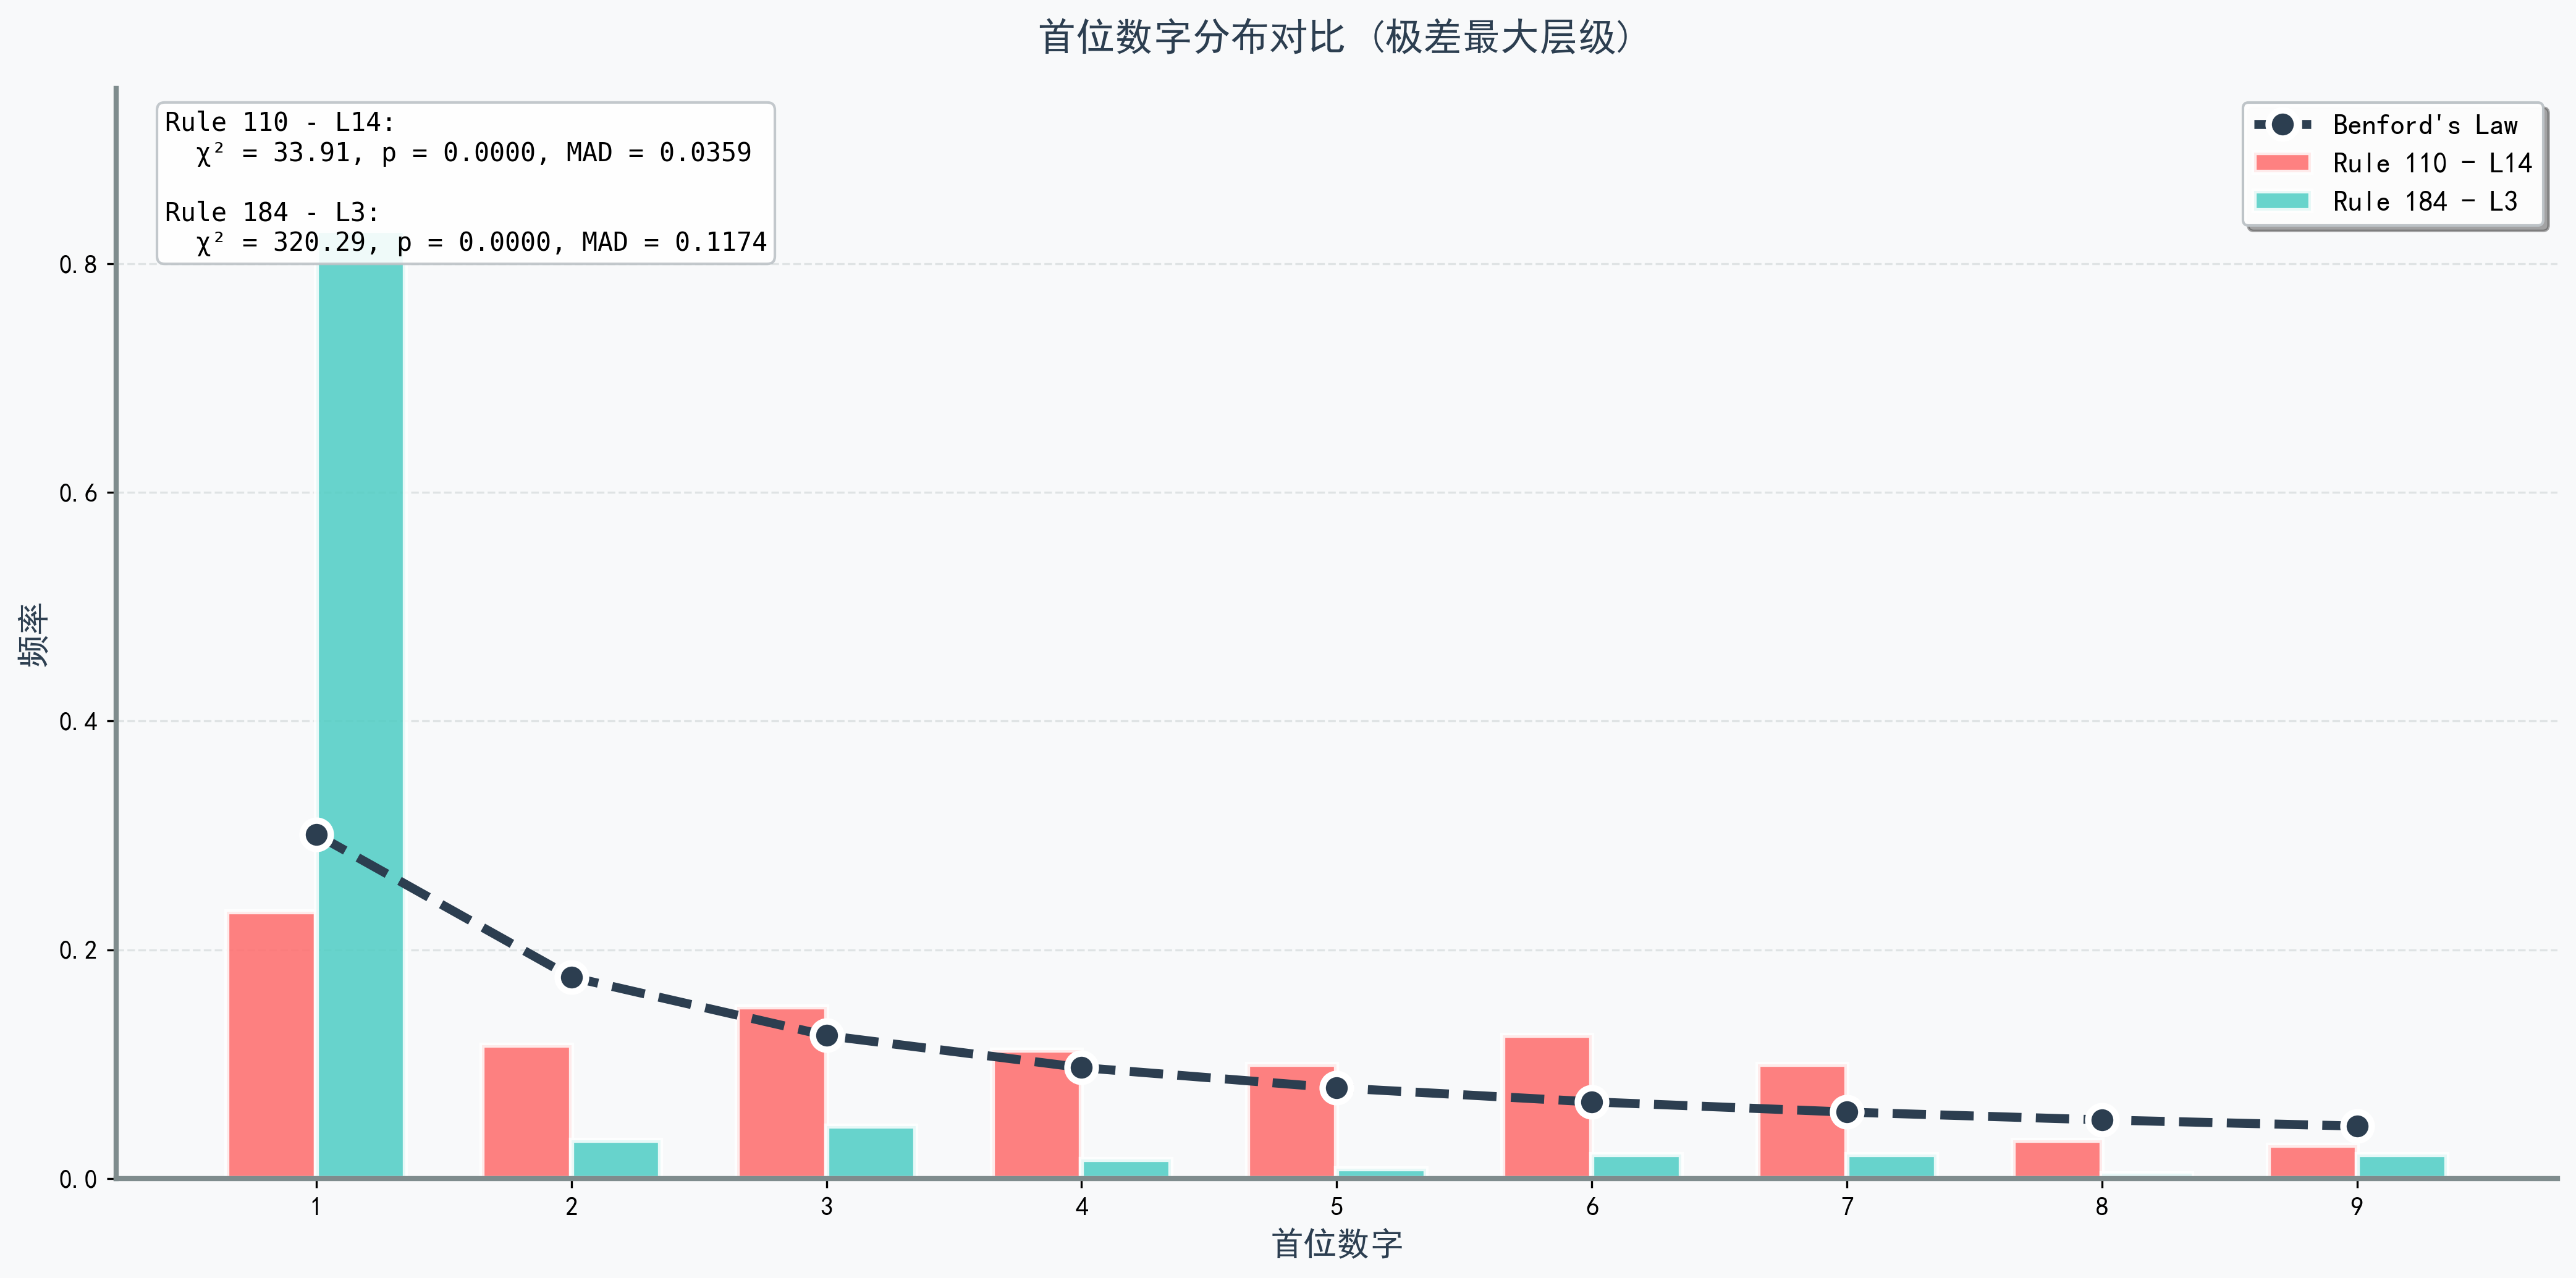 首位数字分布对比 (极差最大层级)
Rule 110 - L14:
χ² = 33.91, p = 0.0000, MAD = 0.0359
Rule 184 - L3:
χ² = 320.29, p = 0.0000, MAD = 0.1174
Benford's Law
Rule 110 - L14
Rule 184 - L3
频率
0.8
0.6
0.4
0.2
0.0
1 2 3 4 5 6 7 8 9
首位数字